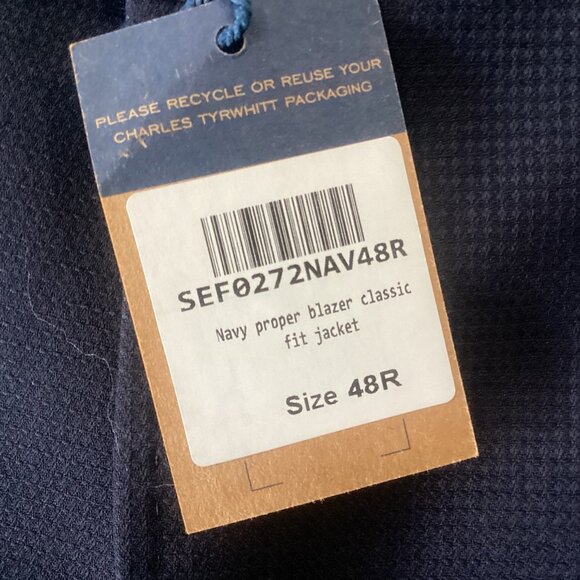 PLEASE RECYCLE OR REUSE YOUR
CHARLES TYRWHITT PACKAGING
SEF0272NAV48R
Navy proper blazer classic
fit jacket
Size 48R